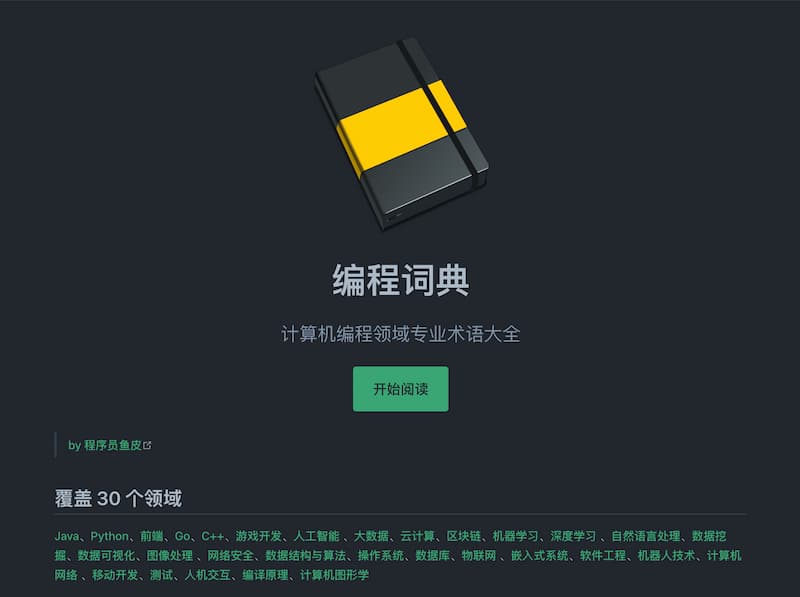 编程词典
计算机编程领域专业术语大全
开始阅读
by 程序员鱼皮
覆盖 30 个领域
Java、Python、前端、Go、C++、游戏开发、人工智能 、大数据、云计算、区块链、机器学习、深度学习 、自然语言处理、数据挖
掘、数据可视化、图像处理 、网络安全、数据结构与算法、操作系统、数据库、物联网 、嵌入式系统、软件工程、机器人技术、计算机
网络 、移动开发、测试、人机交互、编译原理、计算机图形学